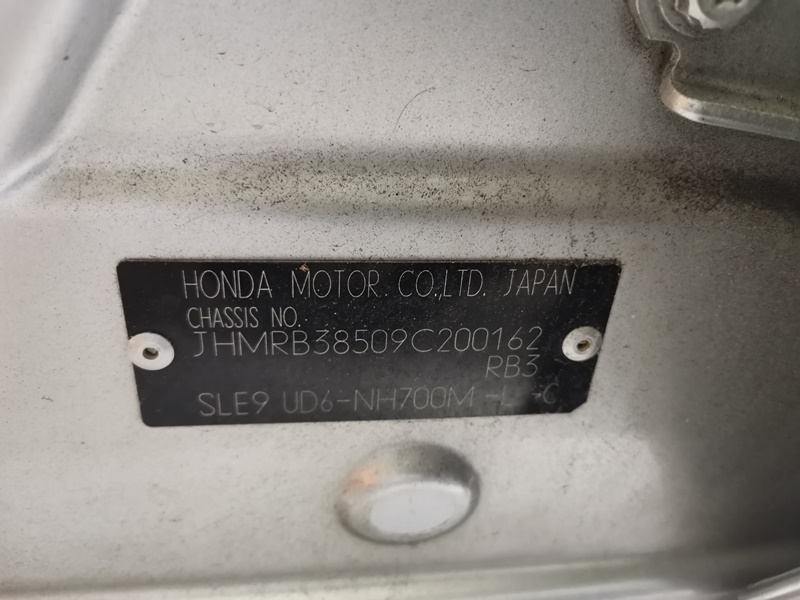 HONDA MOTOR CO.,LTD. JAPAN
CHASSIS NO.
JHMRB38509C200162
RB3
SLE9 UD6-NH700M -L -C